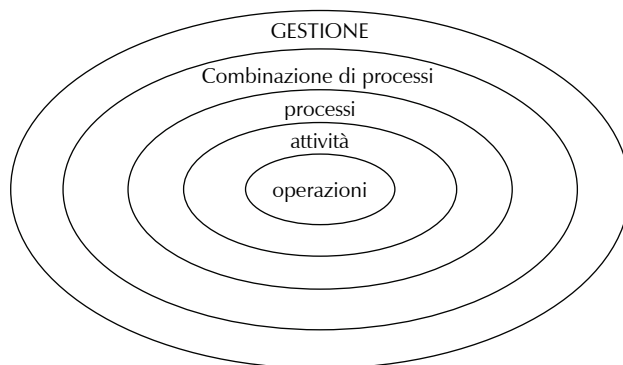 GESTIONE
Combinazione di processi
processi
attività
operazioni